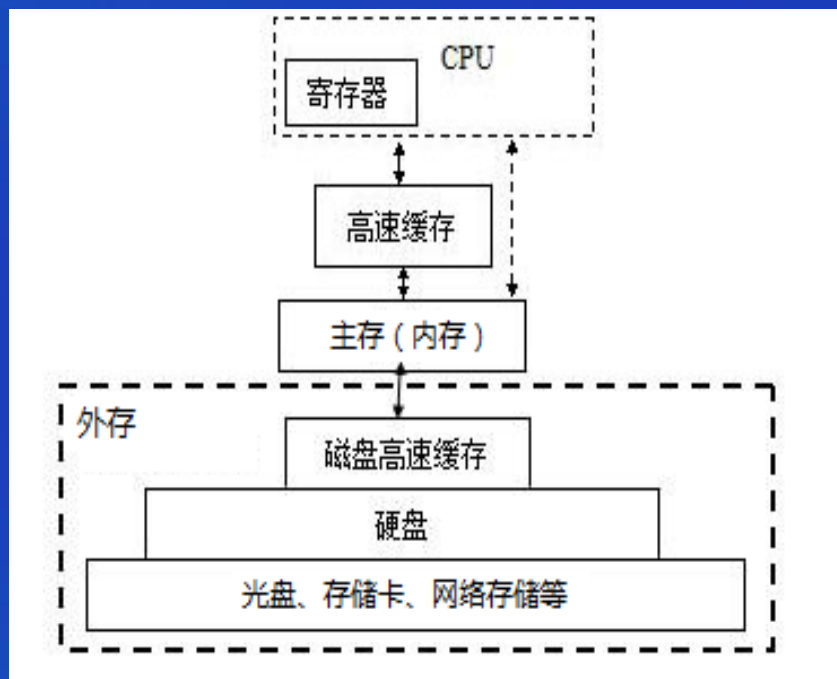 CPU
寄存器
高速缓存
主存（内存）
外存
磁盘高速缓存
硬盘
光盘、存储卡、网络存储等